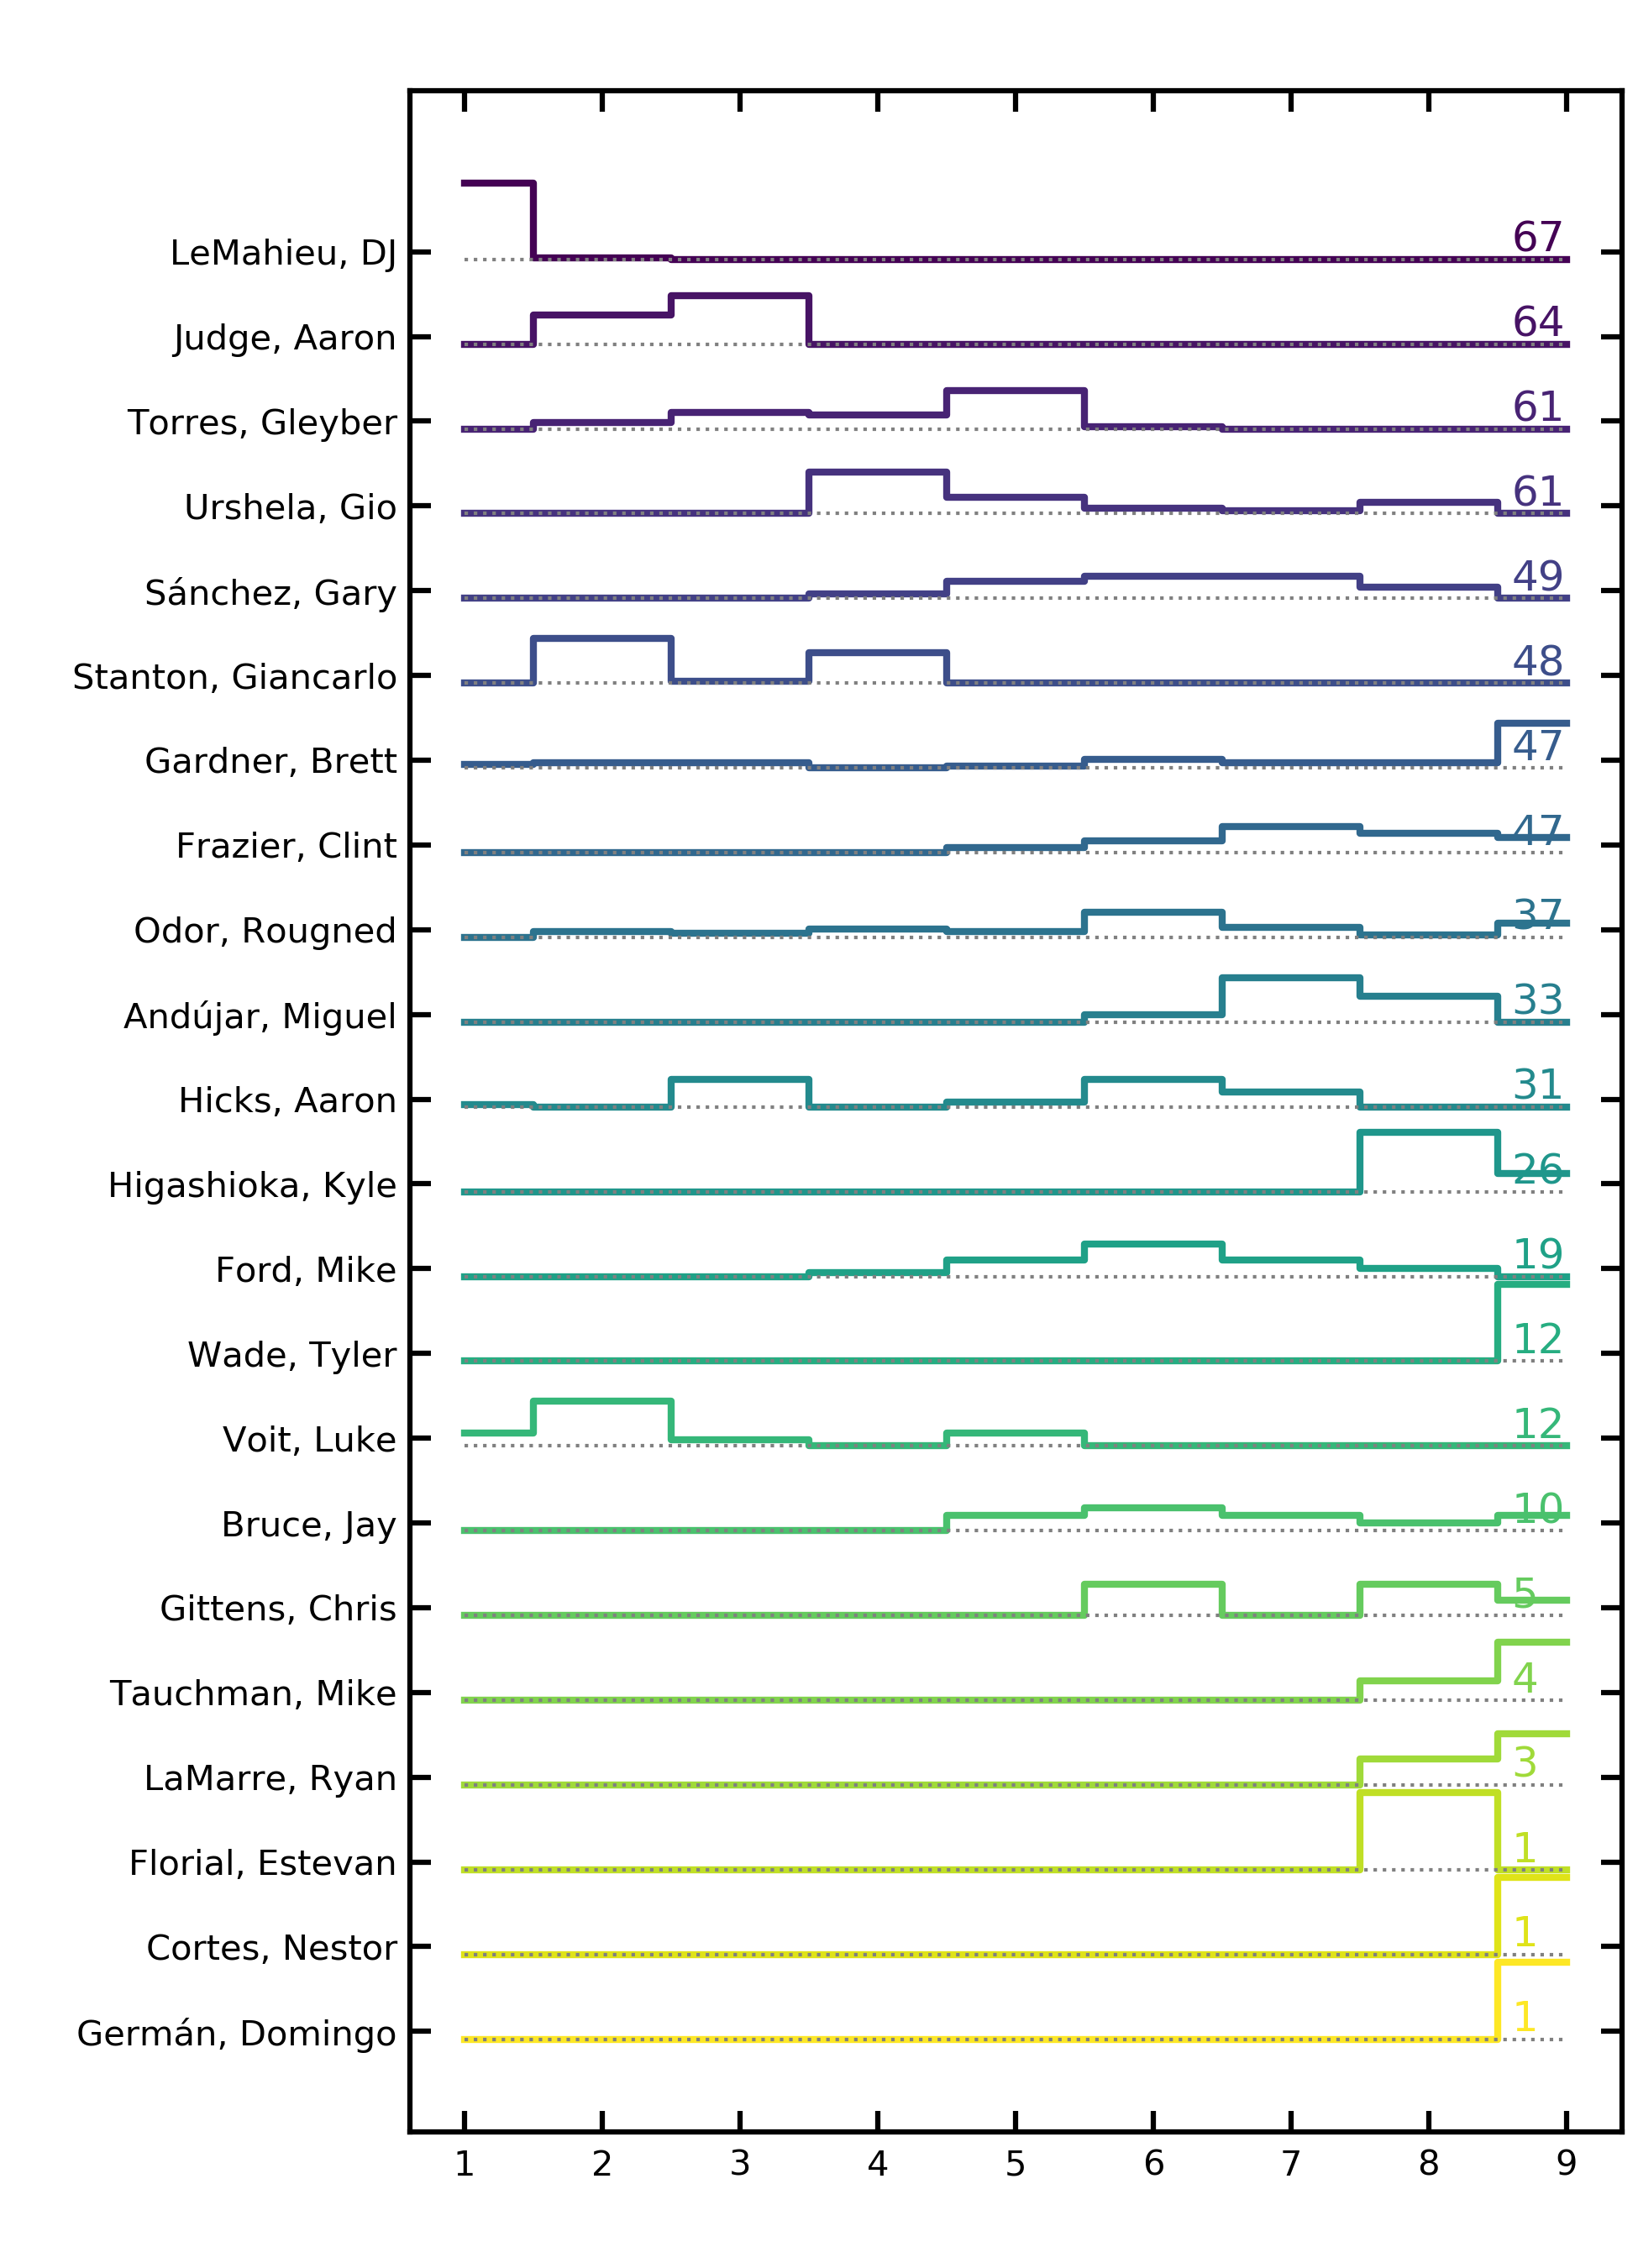 LeMahieu, DJ 67
Judge, Aaron 64
Torres, Gleyber 61
Urshela, Gio 61
Sánchez, Gary 49
Stanton, Giancarlo 48
Gardner, Brett 47
Frazier, Clint 47
Odor, Rougned 37
Andújar, Miguel 33
Hicks, Aaron 31
Higashioka, Kyle 26
Ford, Mike 19
Wade, Tyler 12
Voit, Luke 12
Bruce, Jay 10
Gittens, Chris 5
Tauchman, Mike 4
LaMarre, Ryan 3
Florial, Estevan 1
Cortes, Nestor 1
Germán, Domingo 1
1 2 3 4 5 6 7 8 9